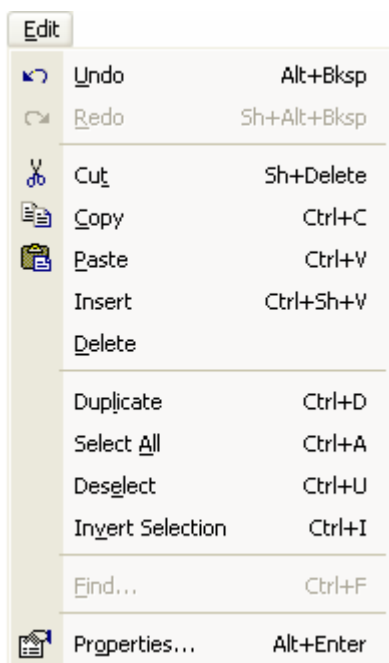 Edit
Undo Alt+Bksp
Redo Sh+Alt+Bksp
Cut Sh+Delete
Copy Ctrl+C
Paste Ctrl+V
Insert Ctrl+Sh+V
Delete
Duplicate Ctrl+D
Select All Ctrl+A
Deselect Ctrl+U
Invert Selection Ctrl+I
Find... Ctrl+F
Properties... Alt+Enter